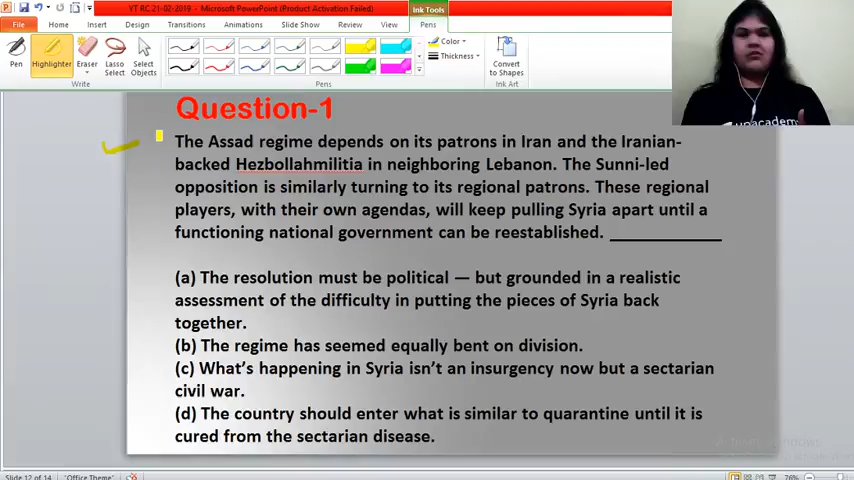 YT RC.21-02-2019 - Microsoft PowerPoint (Product Activation Failed)
Ink Tools
File Home Insert Design Transitions Animations Slide Show Review View Pens
Pen Highlighter Eraser Lasso Select Select Objects
Color
Thickness
Convert to Shapes
Write Pens Ink Art
unacademy
Question-1
The Assad regime depends on its patrons in Iran and the Iranian-
backed Hezbollahmilitia in neighboring Lebanon. The Sunni-led
opposition is similarly turning to its regional patrons. These regional
players, with their own agendas, will keep pulling Syria apart until a
functioning national government can be reestablished. ___________
(a) The resolution must be political — but grounded in a realistic
assessment of the difficulty in putting the pieces of Syria back
together.
(b) The regime has seemed equally bent on division.
(c) What's happening in Syria isn't an insurgency now but a sectarian
civil war.
(d) The country should enter what is similar to quarantine until it is
cured from the sectarian disease.
Slide 12 of 14 "Office Theme" 76%